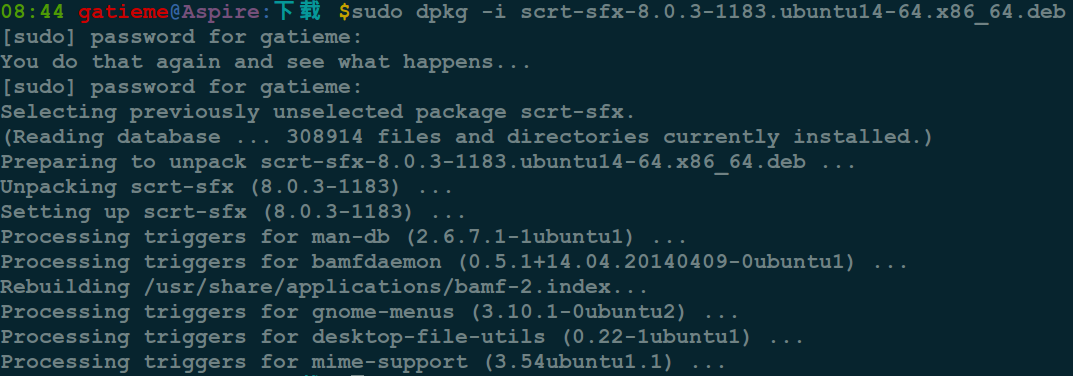 08:44 gatieme@Aspire:下载 $sudo dpkg -i scrt-sfx-8.0.3-1183.ubuntu14-64.x86_64.deb
[sudo] password for gatieme:
You do that again and see what happens...
[sudo] password for gatieme:
Selecting previously unselected package scrt-sfx.
(Reading database ... 308914 files and directories currently installed.)
Preparing to unpack scrt-sfx-8.0.3-1183.ubuntu14-64.x86_64.deb ...
Unpacking scrt-sfx (8.0.3-1183) ...
Setting up scrt-sfx (8.0.3-1183) ...
Processing triggers for man-db (2.6.7.1-1ubuntu1) ...
Processing triggers for bamfdaemon (0.5.1+14.04.20140409-0ubuntu1) ...
Rebuilding /usr/share/applications/bamf-2.index...
Processing triggers for gnome-menus (3.10.1-0ubuntu2) ...
Processing triggers for desktop-file-utils (0.22-1ubuntu1) ...
Processing triggers for mime-support (3.54ubuntu1.1) ...